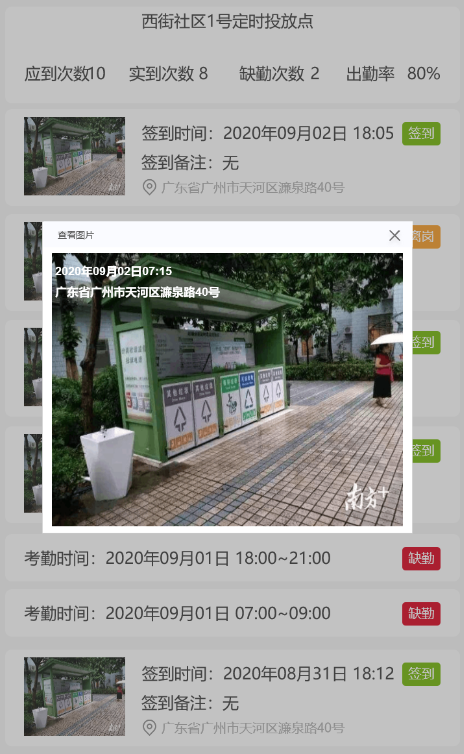 西街社区1号定时投放点
应到次数10 实到次数 8 缺勤次数 2 出勤率 80%
签到时间：2020年09月02日 18:05 签到
签到备注：无
广东省广州市天河区濂泉路40号
离岗
查看图片
2020年09月02日07:15
广东省广州市天河区濂泉路40号
签到
其他垃圾
南方+
签到
考勤时间：2020年09月01日 18:00~21:00 缺勤
考勤时间：2020年09月01日 07:00~09:00 缺勤
签到时间：2020年08月31日 18:12 签到
签到备注：无
广东省广州市天河区濂泉路40号